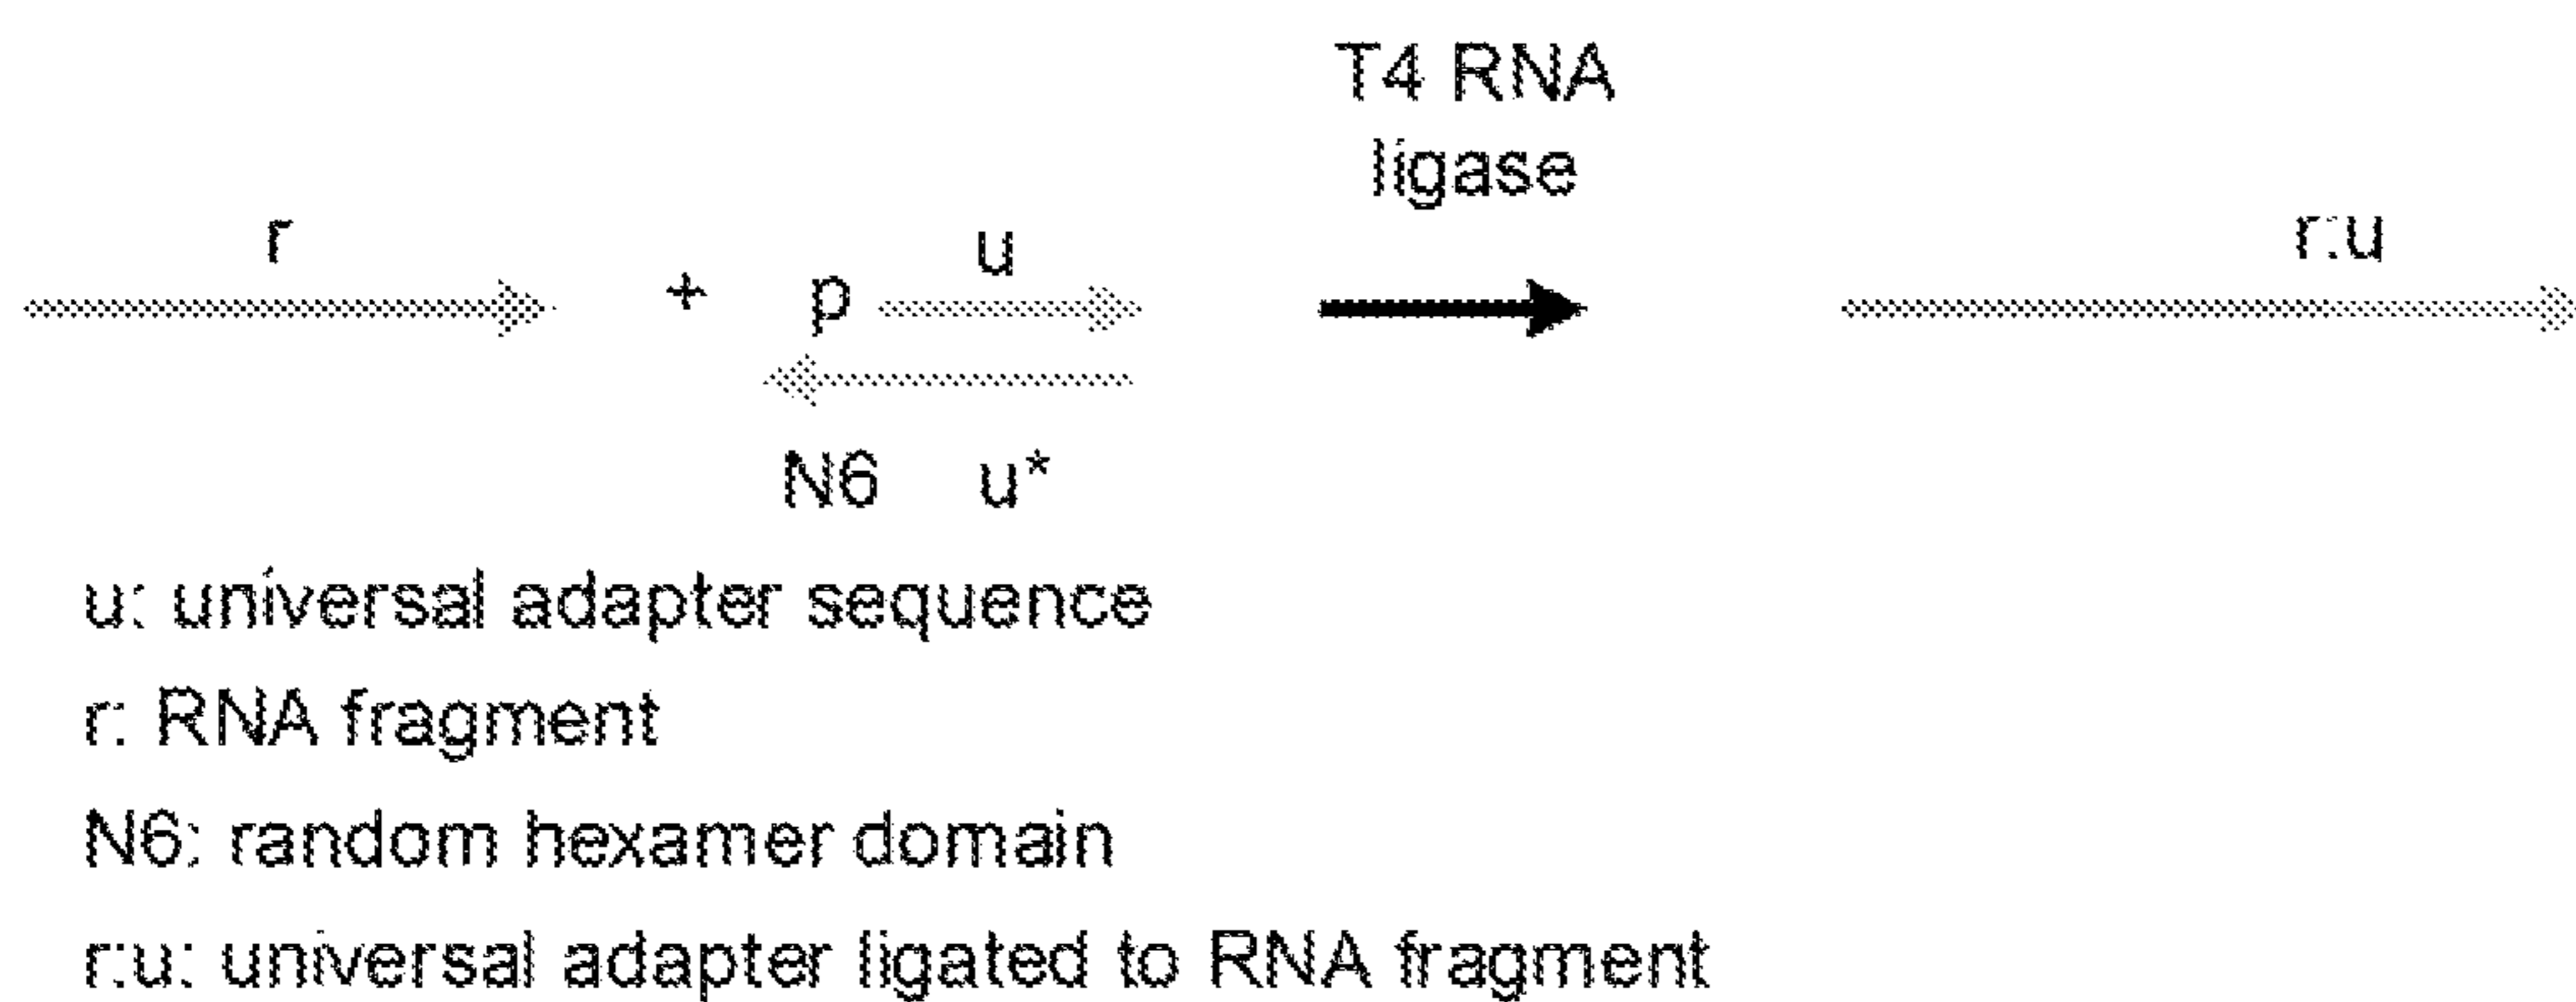 T4 RNA
ligase
r
+ p u
r:u
N6 u*
u: universal adapter sequence
r: RNA fragment
N6: random hexamer domain
r:u: universal adapter ligated to RNA fragment